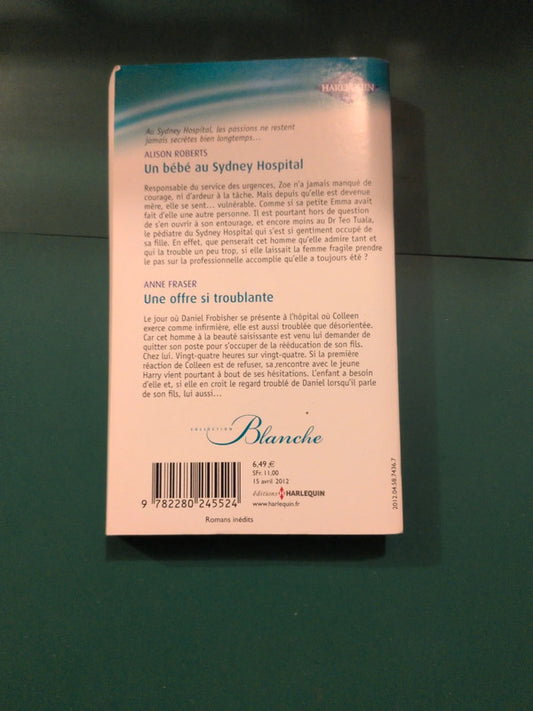 HARLEQUIN
Au Sydney Hospital, les passions ne restent
jamais secrètes bien longtemps…
ALISON ROBERTS
Un bébé au Sydney Hospital
Responsable du service des urgences, Zoe n'a jamais manqué de
courage, ni d'ardeur à la tâche. Mais depuis qu'elle est devenue
mère, elle se sent… vulnérable. Comme si sa petite Emma avait
fait d'elle une autre personne. Il est pourtant hors de question
de s'en ouvrir à son entourage, et encore moins au Dr Teo Tuala,
le pédiatre du Sydney Hospital qui s'est si gentiment occupé de
sa fille. En effet, que penserait cet homme qu'elle admire tant et
qui la trouble un peu trop, si elle laissait la femme fragile prendre
le pas sur la professionnelle accomplie qu'elle a toujours été ?
ANNE FRASER
Une offre si troublante
Le jour où Daniel Frobisher se présente à l'hôpital où Colleen
exerce comme infirmière, elle est aussi troublée que désorientée.
Car cet homme à la beauté saisissante est venu lui demander de
quitter son poste pour s'occuper de la rééducation de son fils.
Chez lui. Vingt-quatre heures sur vingt-quatre. Si la première
réaction de Colleen est de refuser, sa rencontre avec le jeune
Harry vient pourtant à bout de ses hésitations. L'enfant a besoin
d'elle et, si elle en croit le regard troublé de Daniel lorsqu'il parle
de son fils, lui aussi…
COLLECTION
Blanche
6,49 €
SFr. 11,00
15 avril 2012
éditions HARLEQUIN
www.harlequin.fr
9 782280 245524
Romans inédits
2012.04.58.7436.7